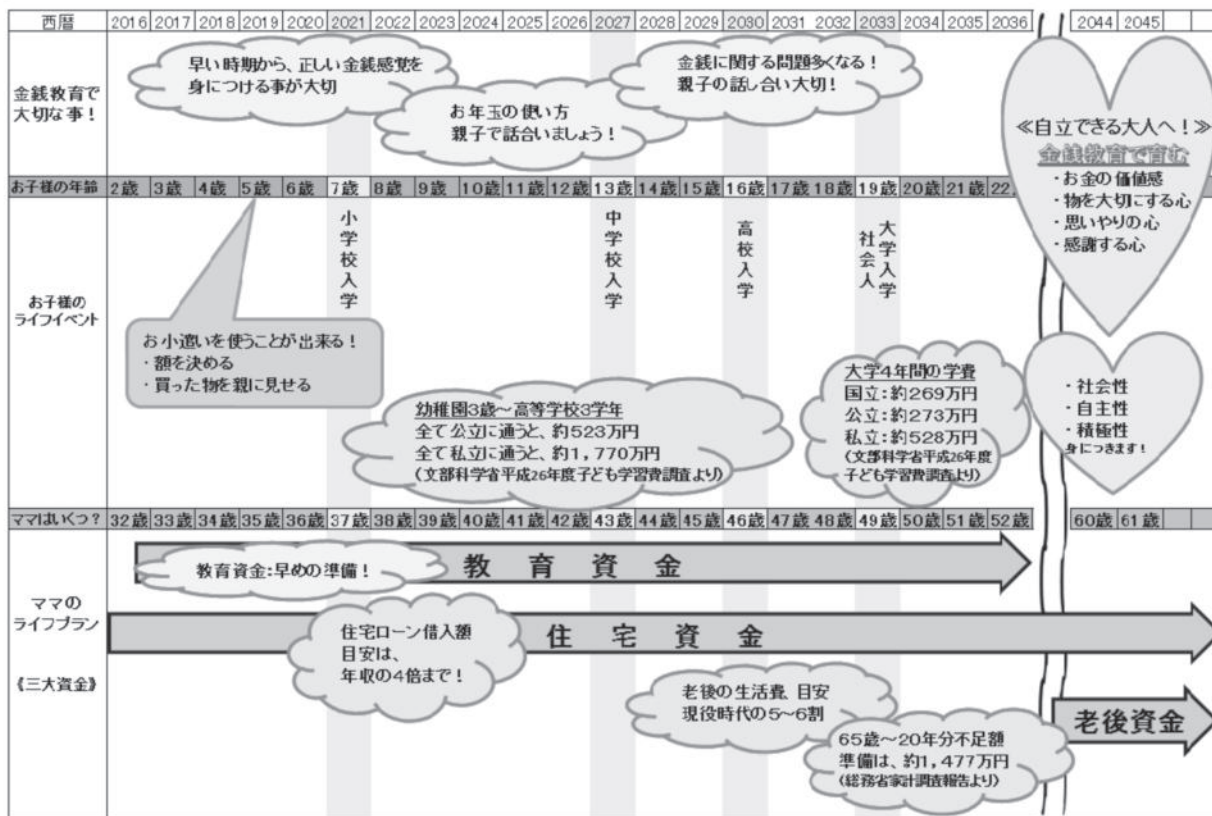 西暦 2016 2017 2018 2019 2020 2021 2022 2023 2024 2025 2026 2027 2028 2029 2030 2031 2032 2033 2034 2035 2036 2044 2045
金銭教育で
大切な事！
早い時期から、正しい金銭感覚を
身につける事が大切
お年玉の使い方
親子で話合いましょう！
金銭に関する問題多くなる！
親子の話し合い大切！
≪自立できる大人へ！≫
金銭教育で育む
・お金の価値感
・物を大切にする心
・思いやりの心
・感謝する心
お子様の年齢 2歳 3歳 4歳 5歳 6歳 7歳 8歳 9歳 10歳 11歳 12歳 13歳 14歳 15歳 16歳 17歳 18歳 19歳 20歳 21歳 22
お子様の
ライフイベント
小学校入学
中学校入学
高校入学
大学入学
社会人
お小遣いを使うことが出来る！
・額を決める
・買った物を親に見せる
幼稚園3歳～高等学校3学年
全て公立に通うと、約523万円
全て私立に通うと、約1,770万円
（文部科学省平成26年度子ども学習費調査より）
大学4年間の学費
国立：約269万円
公立：約273万円
私立：約528万円
（文部科学省平成26年度
子ども学習費調査より）
・社会性
・自主性
・積極性
身につきます！
ママはいくつ？ 32歳 33歳 34歳 35歳 36歳 37歳 38歳 39歳 40歳 41歳 42歳 43歳 44歳 45歳 46歳 47歳 48歳 49歳 50歳 51歳 52歳 60歳 61歳
ママの
ライフプラン
《三大資金》
教育資金：早めの準備！
教育資金
住宅ローン借入額
目安は、
年収の4倍まで！
住宅資金
老後の生活費、目安
現役時代の5～6割
65歳～20年分不足額
準備は、約1,477万円
（総務省家計調査報告より）
老後資金